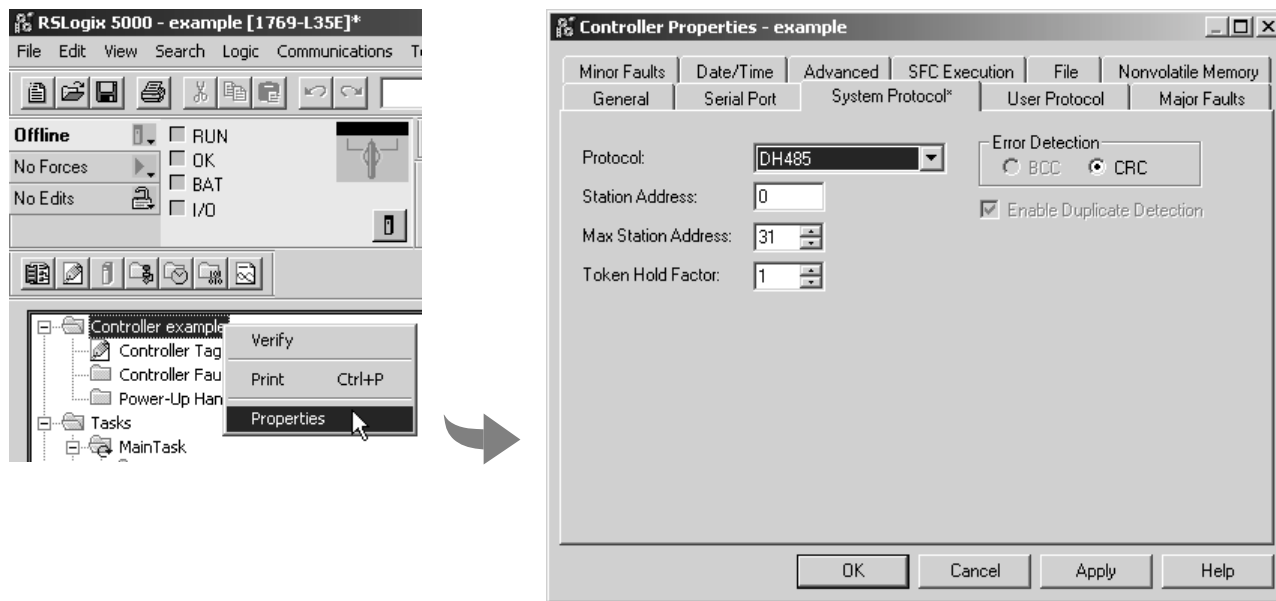 RSLogix 5000 - example [1769-L35E]*
File Edit View Search Logic Communications
Offline
RUN
No Forces
OK
BAT
No Edits
I/O
Controller example
Controller Tag
Controller Fau
Power-Up Han
Tasks
MainTask
Verify
Print Ctrl+P
Properties
Controller Properties - example
Minor Faults Date/Time Advanced SFC Execution File Nonvolatile Memory
General Serial Port System Protocol* User Protocol Major Faults
Protocol: DH485
Station Address: 0
Max Station Address: 31
Token Hold Factor: 1
Error Detection
BCC CRC
Enable Duplicate Detection
OK Cancel Apply Help